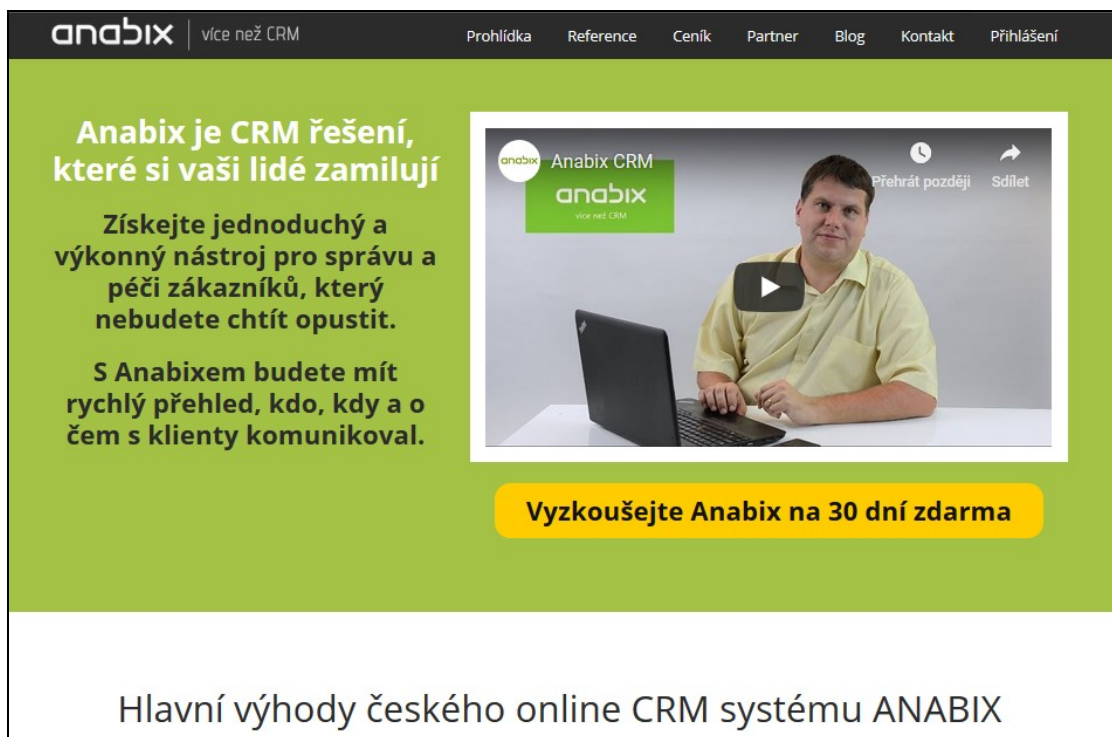 anabix | více než CRM
Prohlídka Reference Ceník Partner Blog Kontakt Přihlášení
Anabix je CRM řešení,
které si vaši lidé zamilují
Získejte jednoduchý a
výkonný nástroj pro správu a
péči zákazníků, který
nebudete chtít opustit.
S Anabixem budete mít
rychlý přehled, kdo, kdy a o
čem s klienty komunikoval.
anabix
Anabix CRM
Přehrát později
Sdílet
anabix
více než CRM
Vyzkoušejte Anabix na 30 dní zdarma
Hlavní výhody českého online CRM systému ANABIX